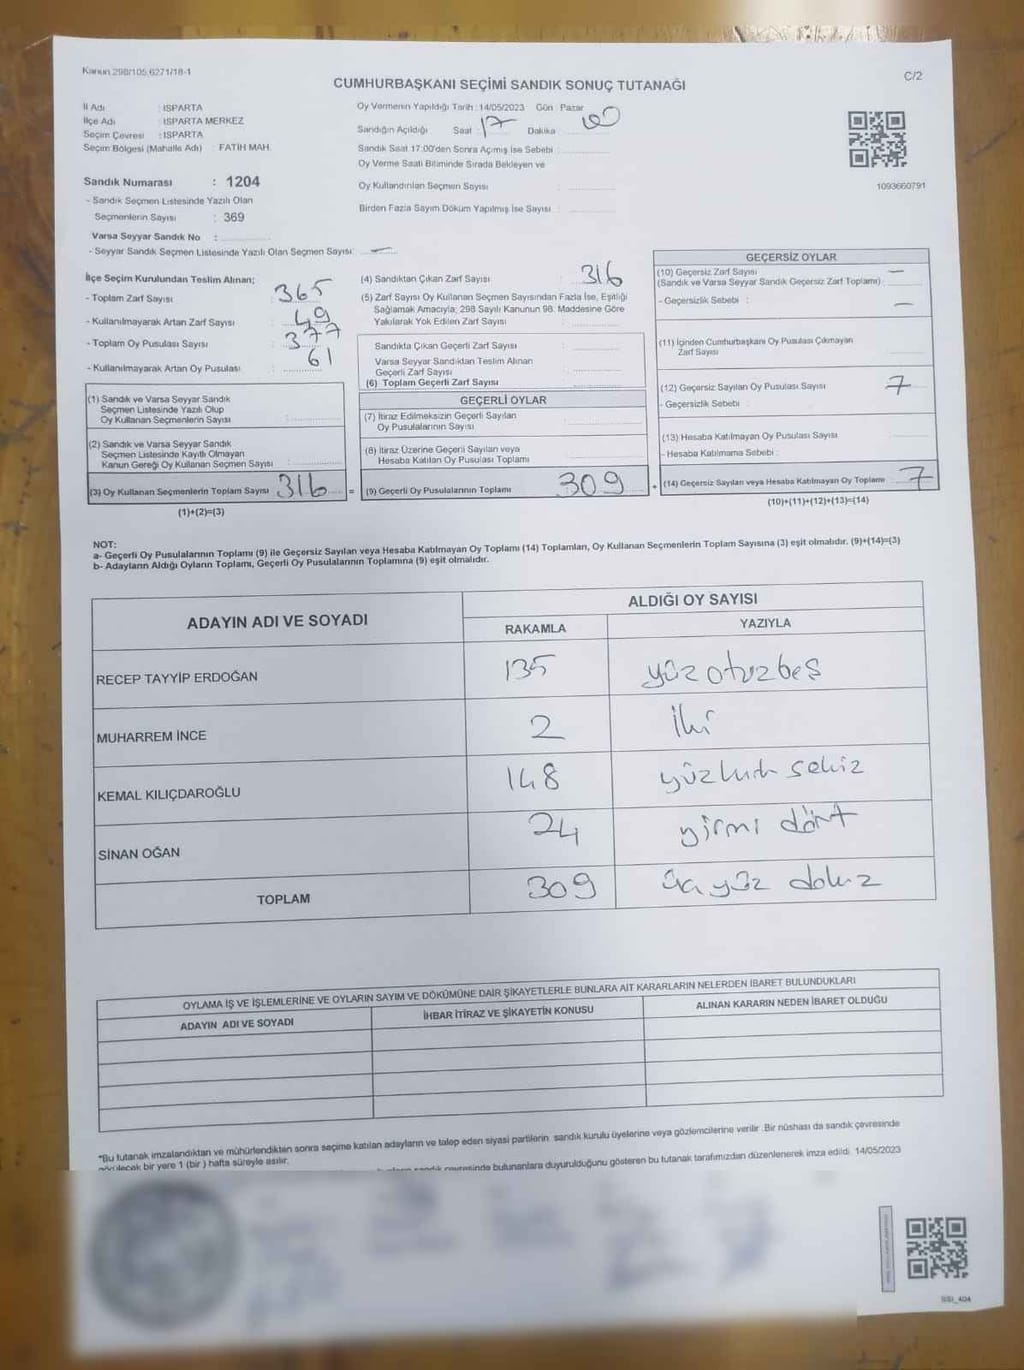 Kanun 298/105,6271/18-1
C/2
CUMHURBAŞKANI SEÇİMİ SANDIK SONUÇ TUTANAĞI
İl Adı : ISPARTA
İlçe Adı : ISPARTA MERKEZ
Seçim Çevresi : ISPARTA
Seçim Bölgesi (Mahalle Adı) : FATİH MAH.
Oy Vermenin Yapıldığı Tarih : 14/05/2023 Gün : Pazar
Sandığın Açıldığı Saat : 17 Dakika :
Sandık Saat 17:00'den Sonra Açımış İse Sebebi :
Oy Verme Saati Bitiminde Sırada Bekleyen ve
Oy Kullandırılan Seçmen Sayısı :
Birden Fazla Sayım Döküm Yapılmış İse Sayısı :
1093660791
Sandık Numarası : 1204
- Sandık Seçmen Listesinde Yazılı Olan
Seçmenlerin Sayısı : 369
Varsa Seyyar Sandık No :
- Seyyar Sandık Seçmen Listesinde Yazılı Olan Seçmen Sayısı: —
İlçe Seçim Kurulundan Teslim Alınan;
- Toplam Zarf Sayısı : 365
- Kullanılmayarak Artan Zarf Sayısı : 49
- Toplam Oy Pusulası Sayısı : 377
- Kullanılmayarak Artan Oy Pusulası : 61
(1) Sandık ve Varsa Seyyar Sandık
Seçmen Listesinde Yazılı Olup
Oy Kullanan Seçmenlerin Sayısı :
(2) Sandık ve Varsa Seyyar Sandık
Seçmen Listesinde Kayıtlı Olmayan
Kanun Gereği Oy Kullanan Seçmen Sayısı :
(3) Oy Kullanan Seçmenlerin Toplam Sayısı : 316 =
(1)+(2)=(3)
(4) Sandıktan Çıkan Zarf Sayısı : 316
(5) Zarf Sayısı Oy Kullanan Seçmen Sayısından Fazla İse, Eşitliği
Sağlamak Amacıyla; 298 Sayılı Kanunun 98. Maddesine Göre
Yakılarak Yok Edilen Zarf Sayısı :
Sandıkta Çıkan Geçerli Zarf Sayısı :
Varsa Seyyar Sandıktan Teslim Alınan
Geçerli Zarf Sayısı :
(6) Toplam Geçerli Zarf Sayısı :
GEÇERLİ OYLAR
(7) İtiraz Edilmeksizin Geçerli Sayılan
Oy Pusulalarının Sayısı :
(8) İtiraz Üzerine Geçerli Sayılan veya
Hesaba Katılan Oy Pusulası Toplamı :
(9) Geçerli Oy Pusulalarının Toplamı : 309 +
GEÇERSİZ OYLAR
(10) Geçersiz Zarf Sayısı
(Sandık ve Varsa Seyyar Sandık Geçersiz Zarf Toplamı) : —
- Geçersizlik Sebebi : —
(11) İçinden Cumhurbaşkanı Oy Pusulası Çıkmayan
Zarf Sayısı :
(12) Geçersiz Sayılan Oy Pusulası Sayısı : 7
- Geçersizlik Sebebi :
(13) Hesaba Katılmayan Oy Pusulası Sayısı :
- Hesaba Katılmama Sebebi :
(14) Geçersiz Sayılan veya Hesaba Katılmayan Oy Toplamı : 7
(10)+(11)+(12)+(13)=(14)
NOT:
a- Geçerli Oy Pusulalarının Toplamı (9) ile Geçersiz Sayılan veya Hesaba Katılmayan Oy Toplamı (14) Toplamları, Oy Kullanan Seçmenlerin Toplam Sayısına (3) eşit olmalıdır. (9)+(14)=(3)
b- Adayların Aldığı Oyların Toplamı, Geçerli Oy Pusulalarının Toplamına (9) eşit olmalıdır.
ADAYIN ADI VE SOYADI
ALDIĞI OY SAYISI
RAKAMLA YAZIYLA
RECEP TAYYİP ERDOĞAN 135 yüz otuzbeş
MUHARREM İNCE 2 İki
KEMAL KILIÇDAROĞLU 148 yüzkırk sekiz
SİNAN OĞAN 24 yirmi dört
TOPLAM 309 üç yüz dokuz
OYLAMA İŞ VE İŞLEMLERİNE VE OYLARIN SAYIM VE DÖKÜMÜNE DAİR ŞİKAYETLERLE BUNLARA AİT KARARLARIN NELERDEN İBARET BULUNDUKLARI
ADAYIN ADI VE SOYADI İHBAR İTİRAZ VE ŞİKAYETİN KONUSU ALINAN KARARIN NEDEN İBARET OLDUĞU
*Bu tutanak imzalandıktan ve mühürlendikten sonra seçime katılan adayların ve talep eden siyasi partilerin sandık kurulu üyelerine veya gözlemcilerine verilir. Bir nüshası da sandık çevresinde
görülecek bir yere 1 (bir) hafta süreyle asılır.
sandık çevresinde bulunanlara duyurulduğunu gösteren bu tutanak tarafımızdan düzenlenerek imza edildi. 14/05/2023